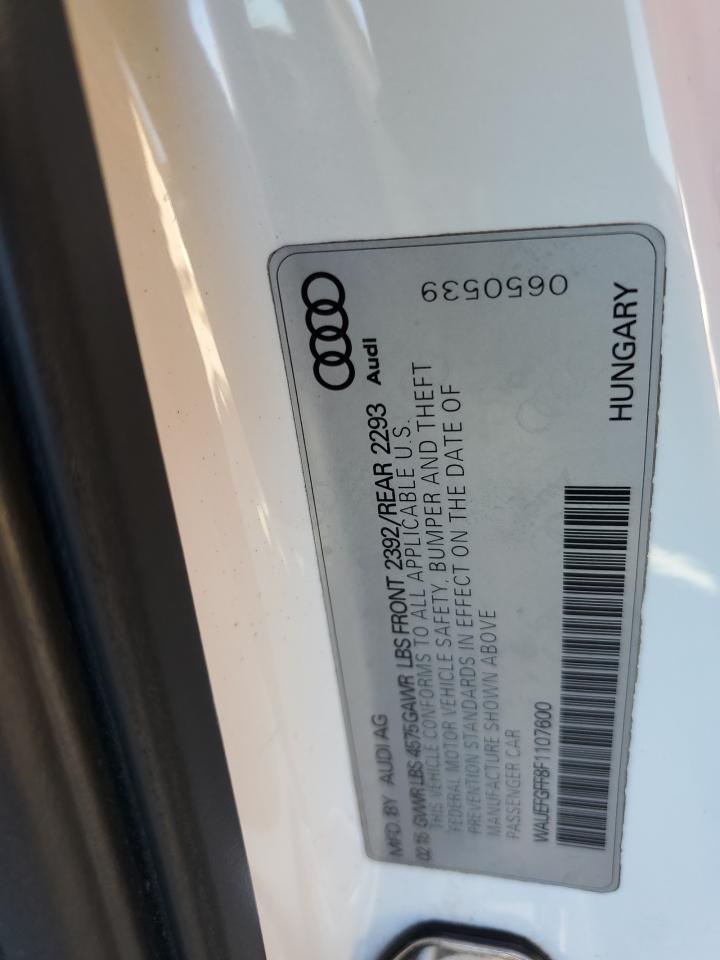 Audi
0650539
MFD BY AUDI AG
02 15 GVWR LBS 4575 GAWR LBS FRONT 2392/REAR 2293
THIS VEHICLE CONFORMS TO ALL APPLICABLE U.S.
FEDERAL MOTOR VEHICLE SAFETY, BUMPER AND THEFT
PREVENTION STANDARDS IN EFFECT ON THE DATE OF
MANUFACTURE SHOWN ABOVE
PASSENGER CAR
WAUEFGFF8F1107600
HUNGARY